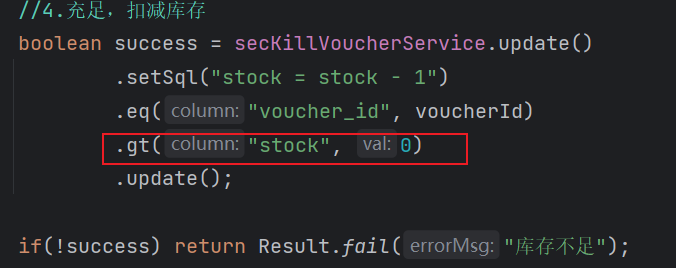 //4.充足，扣减库存
boolean success = secKillVoucherService.update()
.setSql("stock = stock - 1")
.eq( column: "voucher_id", voucherId)
.gt( column: "stock", val: 0)
.update();
if(!success) return Result.fail( errorMsg: "库存不足");